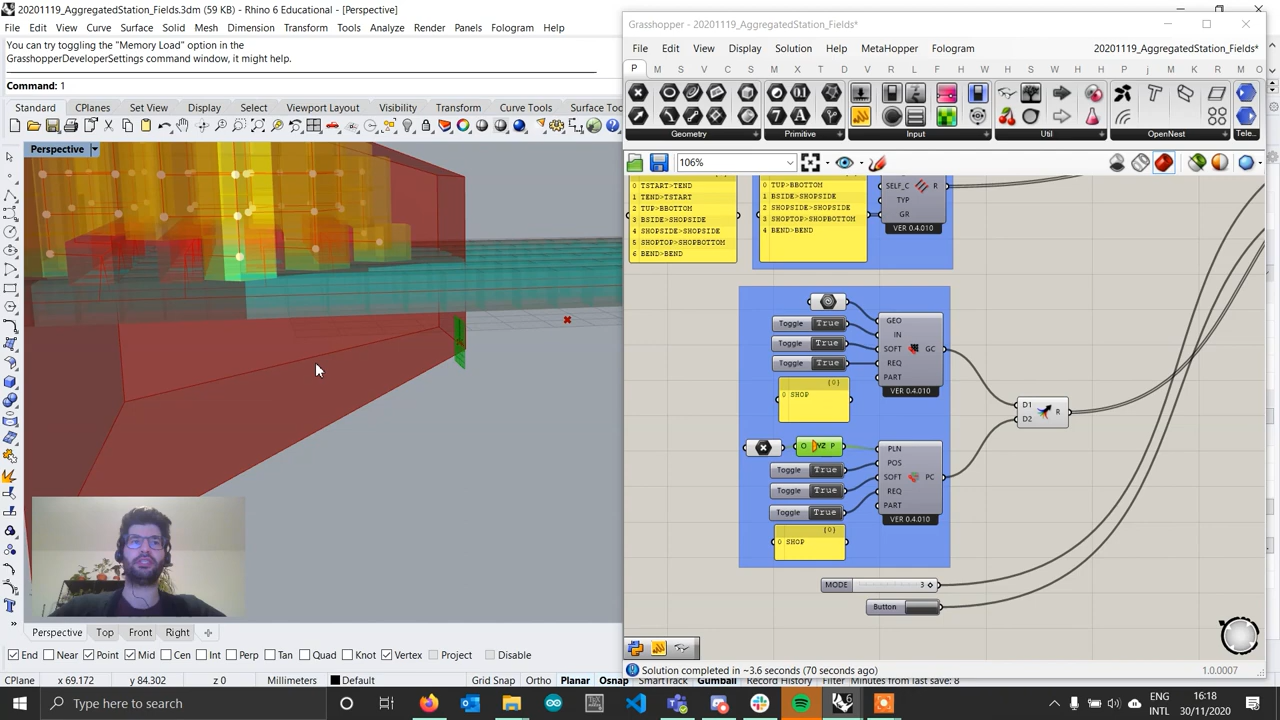 20201119_AggregatedStation_Fields.3dm (59 KB) - Rhino 6 Educational - [Perspective]
File Edit View Curve Surface Solid Mesh Dimension Transform Tools Analyze Render Panels Fologram Help
You can try toggling the "Memory Load" option in the
GrasshopperDeveloperSettings command window, it might help.
Command: 1
Standard CPlanes Set View Display Select Viewport Layout Visibility Transform Curve Tools
Perspective
Grasshopper - 20201119_AggregatedStation_Fields*
File Edit View Display Solution Help MetaHopper Fologram 20201119_AggregatedStation_Fields*
P M S V C
Geometry Primitive Input Util OpenNest Tele...
106%
0 TSTART>TEND
1 TEND>TSTART
2 TUP>BBOTTOM
3 BSIDE>SHOPSIDE
4 SHOPSIDE>SHOPSIDE
5 SHOPTOP>SHOPBOTTOM
6 BEND>BEND
0 TUP>BBOTTOM
1 BSIDE>SHOPSIDE
2 SHOPSIDE>SHOPSIDE
3 SHOPTOP>SHOPBOTTOM
4 BEND>BEND
SELF_C R
TYP
GR
VER 0.4.010
Toggle True
Toggle True
Toggle True
{0}
0 SHOP
GEO
IN
SOFT GC
REQ
PART
VER 0.4.010
D1
D2 R
O YZ P
Toggle True
Toggle True
Toggle True
{0}
0 SHOP
PLN
POS
SOFT PC
REQ
PART
VER 0.4.010
MODE 3
Button
Solution completed in ~3.6 seconds (70 seconds ago) 1.0.0007
Perspective Top Front Right
End Near Point Mid Cen Int Perp Tan Quad Knot Vertex Project Disable
CPlane x 69.172 y 84.302 z 0 Millimeters Default Grid Snap Ortho Planar Osnap SmartTrack Gumball Record History Filter Minutes from last save: 8
Type here to search
ENG
INTL
16:18
30/11/2020